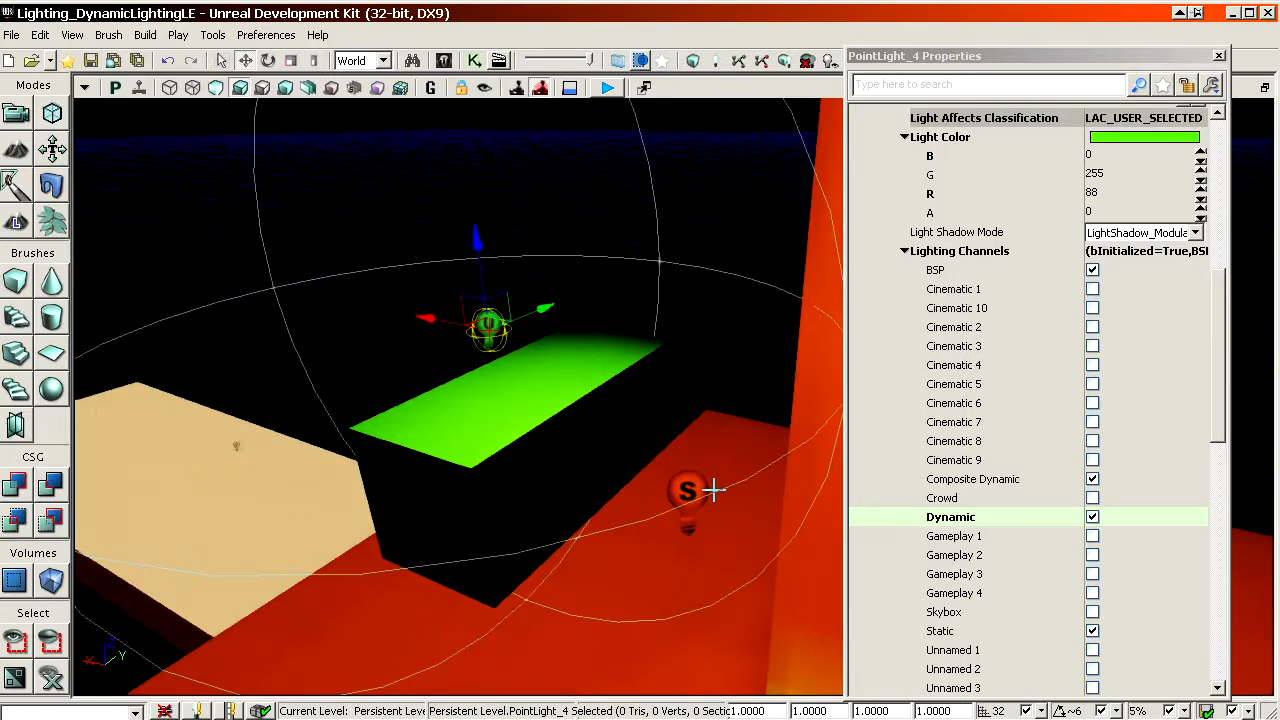 Lighting_DynamicLightingLE - Unreal Development Kit (32-bit, DX9)
File Edit View Brush Build Play Tools Preferences Help
World
PointLight_4 Properties
Type here to search
Modes
Brushes
CSG
Volumes
Select
Light Affects Classification LAC_USER_SELECTED
Light Color
B 0
G 255
R 88
A 0
Light Shadow Mode LightShadow_Modula
Lighting Channels (bInitialized=True,BSI
BSP
Cinematic 1
Cinematic 10
Cinematic 2
Cinematic 3
Cinematic 4
Cinematic 5
Cinematic 6
Cinematic 7
Cinematic 8
Cinematic 9
Composite Dynamic
Crowd
Dynamic
Gameplay 1
Gameplay 2
Gameplay 3
Gameplay 4
Skybox
Static
Unnamed 1
Unnamed 2
Unnamed 3
P
G
U
S
X Y Z
Current Level: Persistent Leve Persistent Level.PointLight_4 Selected (0 Tris, 0 Verts, 0 Sectio 1.0000 1.0000 1.0000 1.0000 32 6 5%